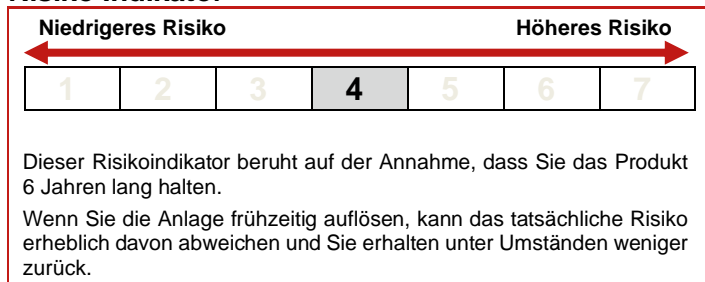 Niedrigeres Risiko Höheres Risiko
1 2 3 4 5 6 7
Dieser Risikoindikator beruht auf der Annahme, dass Sie das Produkt
6 Jahren lang halten.
Wenn Sie die Anlage frühzeitig auflösen, kann das tatsächliche Risiko
erheblich davon abweichen und Sie erhalten unter Umständen weniger
zurück.